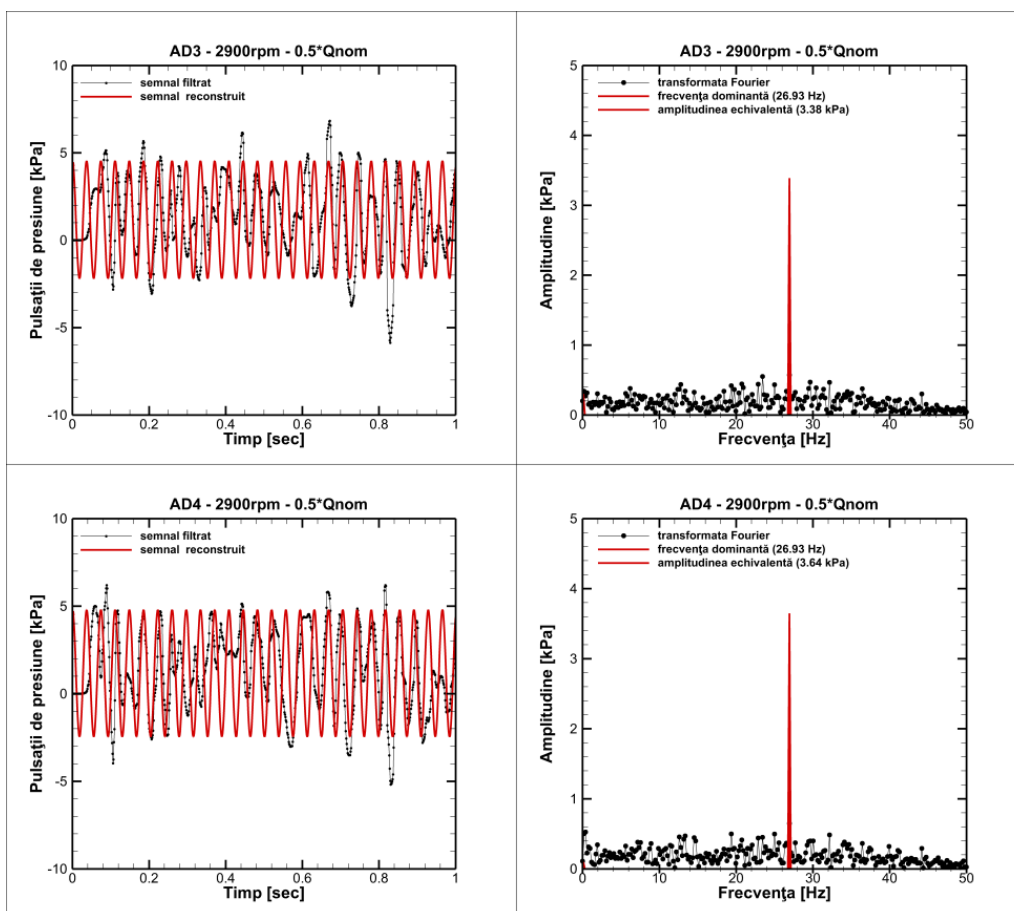 AD3 - 2900rpm - 0.5*Qnom
semnal filtrat
semnal reconstruit
Pulsaţii de presiune [kPa]
10
5
0
-5
-10
0
0.2
0.4
0.6
0.8
1
Timp [sec]
AD3 - 2900rpm - 0.5*Qnom
transformata Fourier
frecvenţa dominantă (26.93 Hz)
amplitudinea echivalentă (3.38 kPa)
Amplitudine [kPa]
5
4
3
2
1
0
0
10
20
30
40
50
Frecvenţa [Hz]
AD4 - 2900rpm - 0.5*Qnom
semnal filtrat
semnal reconstruit
Pulsaţii de presiune [kPa]
10
5
0
-5
-10
0
0.2
0.4
0.6
0.8
1
Timp [sec]
AD4 - 2900rpm - 0.5*Qnom
transformata Fourier
frecvenţa dominantă (26.93 Hz)
amplitudinea echivalentă (3.64 kPa)
Amplitudine [kPa]
5
4
3
2
1
0
0
10
20
30
40
50
Frecvenţa [Hz]